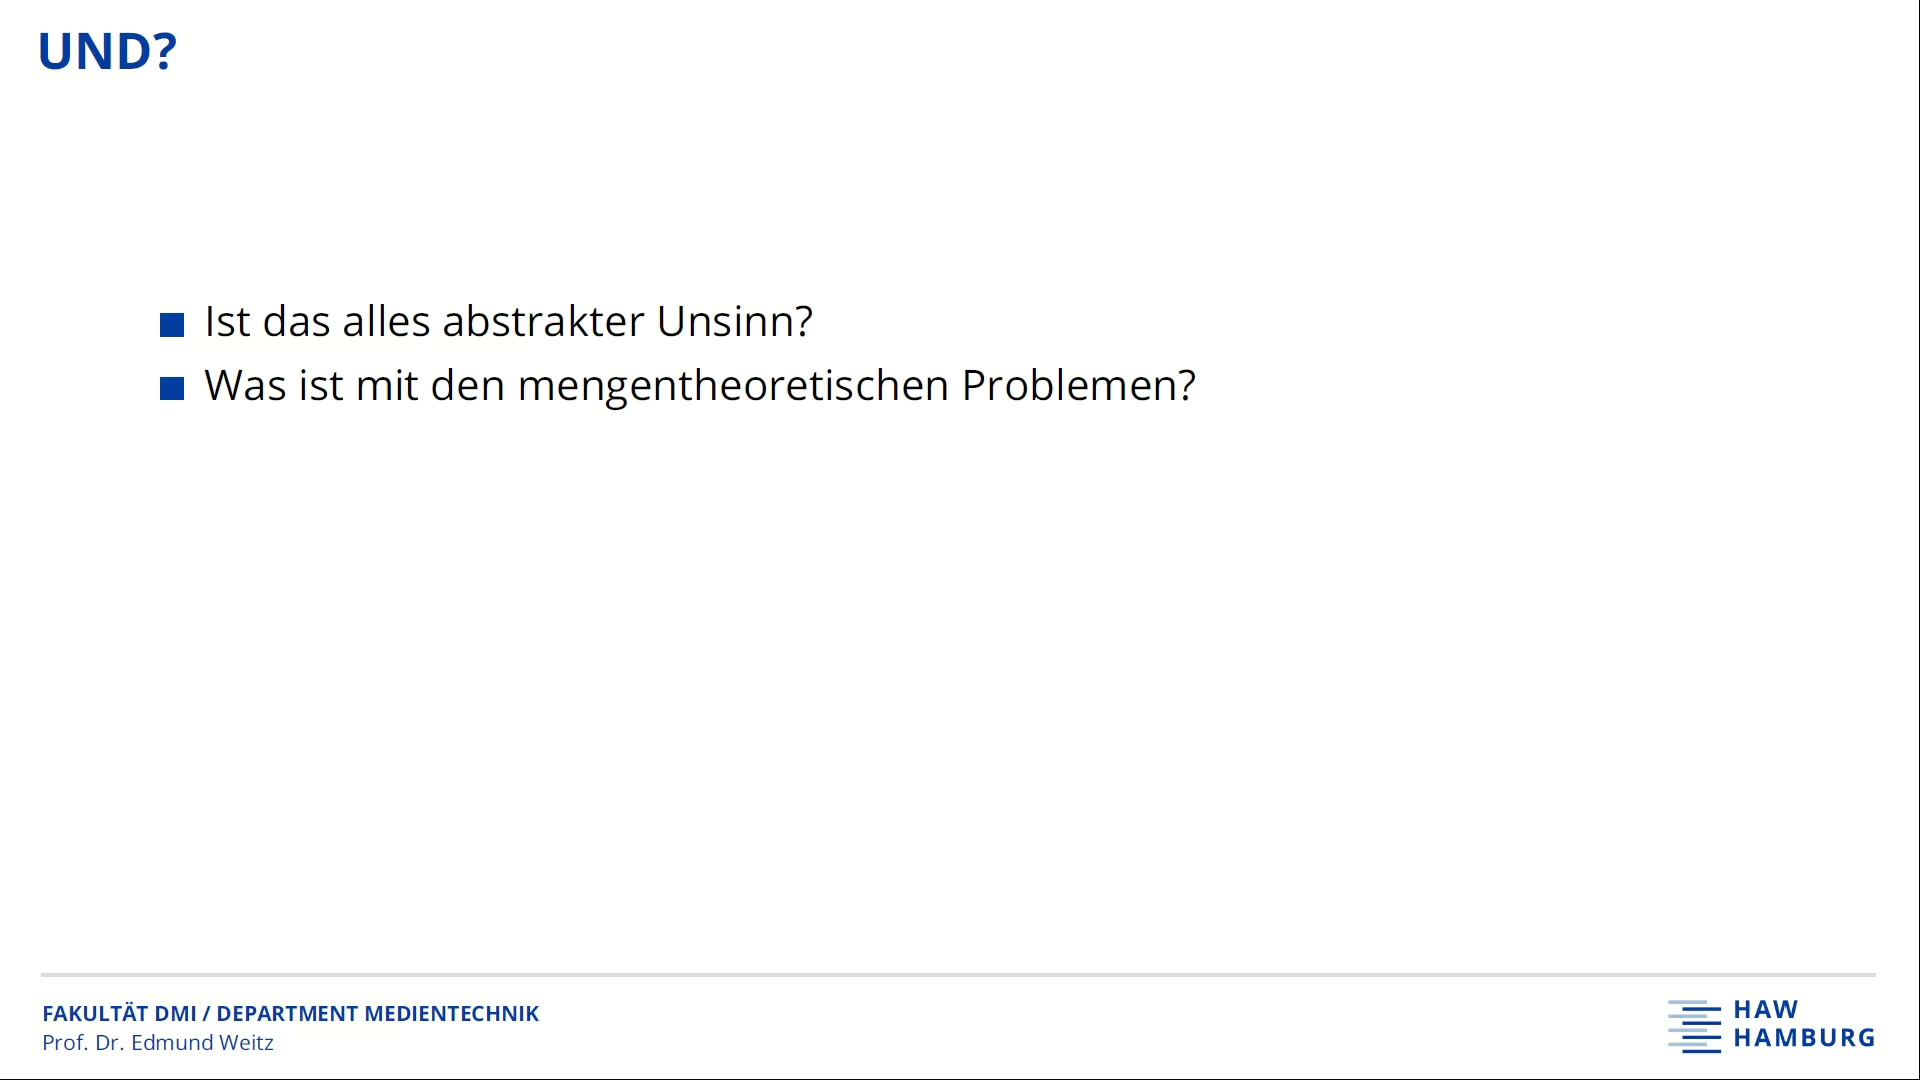 UND?
Ist das alles abstrakter Unsinn?
Was ist mit den mengentheoretischen Problemen?
FAKULTÄT DMI / DEPARTMENT MEDIENTECHNIK
Prof. Dr. Edmund Weitz
HAW
HAMBURG